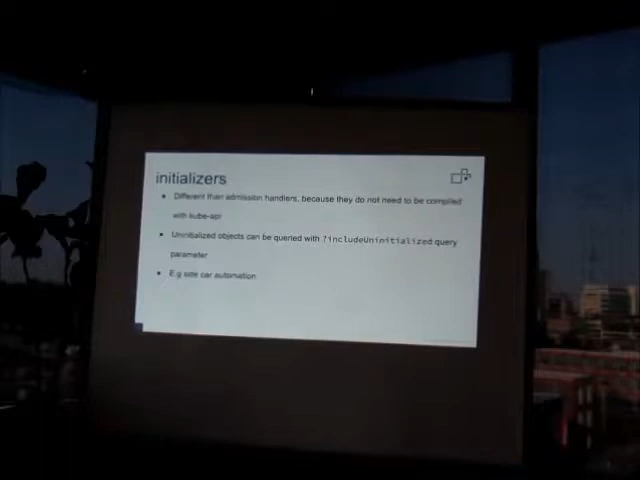 initializers
● Different than admission handlers, because they do not need to be compiled
with kube-api
● Uninitialized objects can be queried with ?includeUninitialized query
parameter
● E.g side car automation